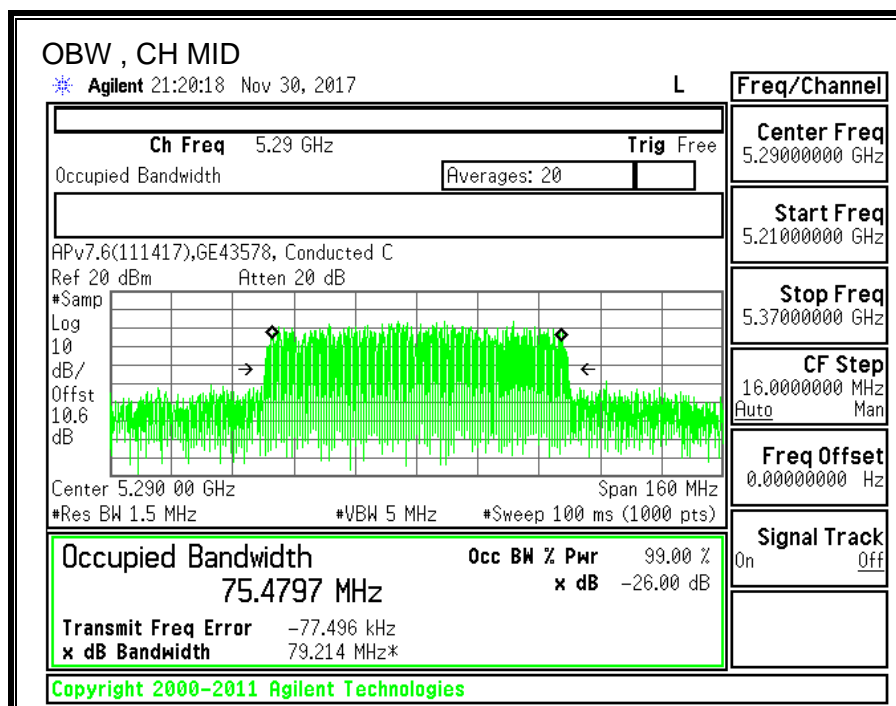 OBW , CH MID
Agilent 21:20:18 Nov 30, 2017 L
Freq/Channel
Ch Freq 5.29 GHz Trig Free
Occupied Bandwidth Averages: 20
APv7.6(111417),GE43578, Conducted C
Ref 20 dBm Atten 20 dB
#Samp
Log
10
dB/
Offst
10.6
dB
Center 5.290 00 GHz Span 160 MHz
#Res BW 1.5 MHz #VBW 5 MHz #Sweep 100 ms (1000 pts)
Occupied Bandwidth Occ BW % Pwr 99.00 %
75.4797 MHz x dB -26.00 dB
Transmit Freq Error -77.496 kHz
x dB Bandwidth 79.214 MHz*
Copyright 2000-2011 Agilent Technologies
Center Freq
5.29000000 GHz
Start Freq
5.21000000 GHz
Stop Freq
5.37000000 GHz
CF Step
16.0000000 MHz
Auto Man
Freq Offset
0.00000000 Hz
Signal Track
On Off